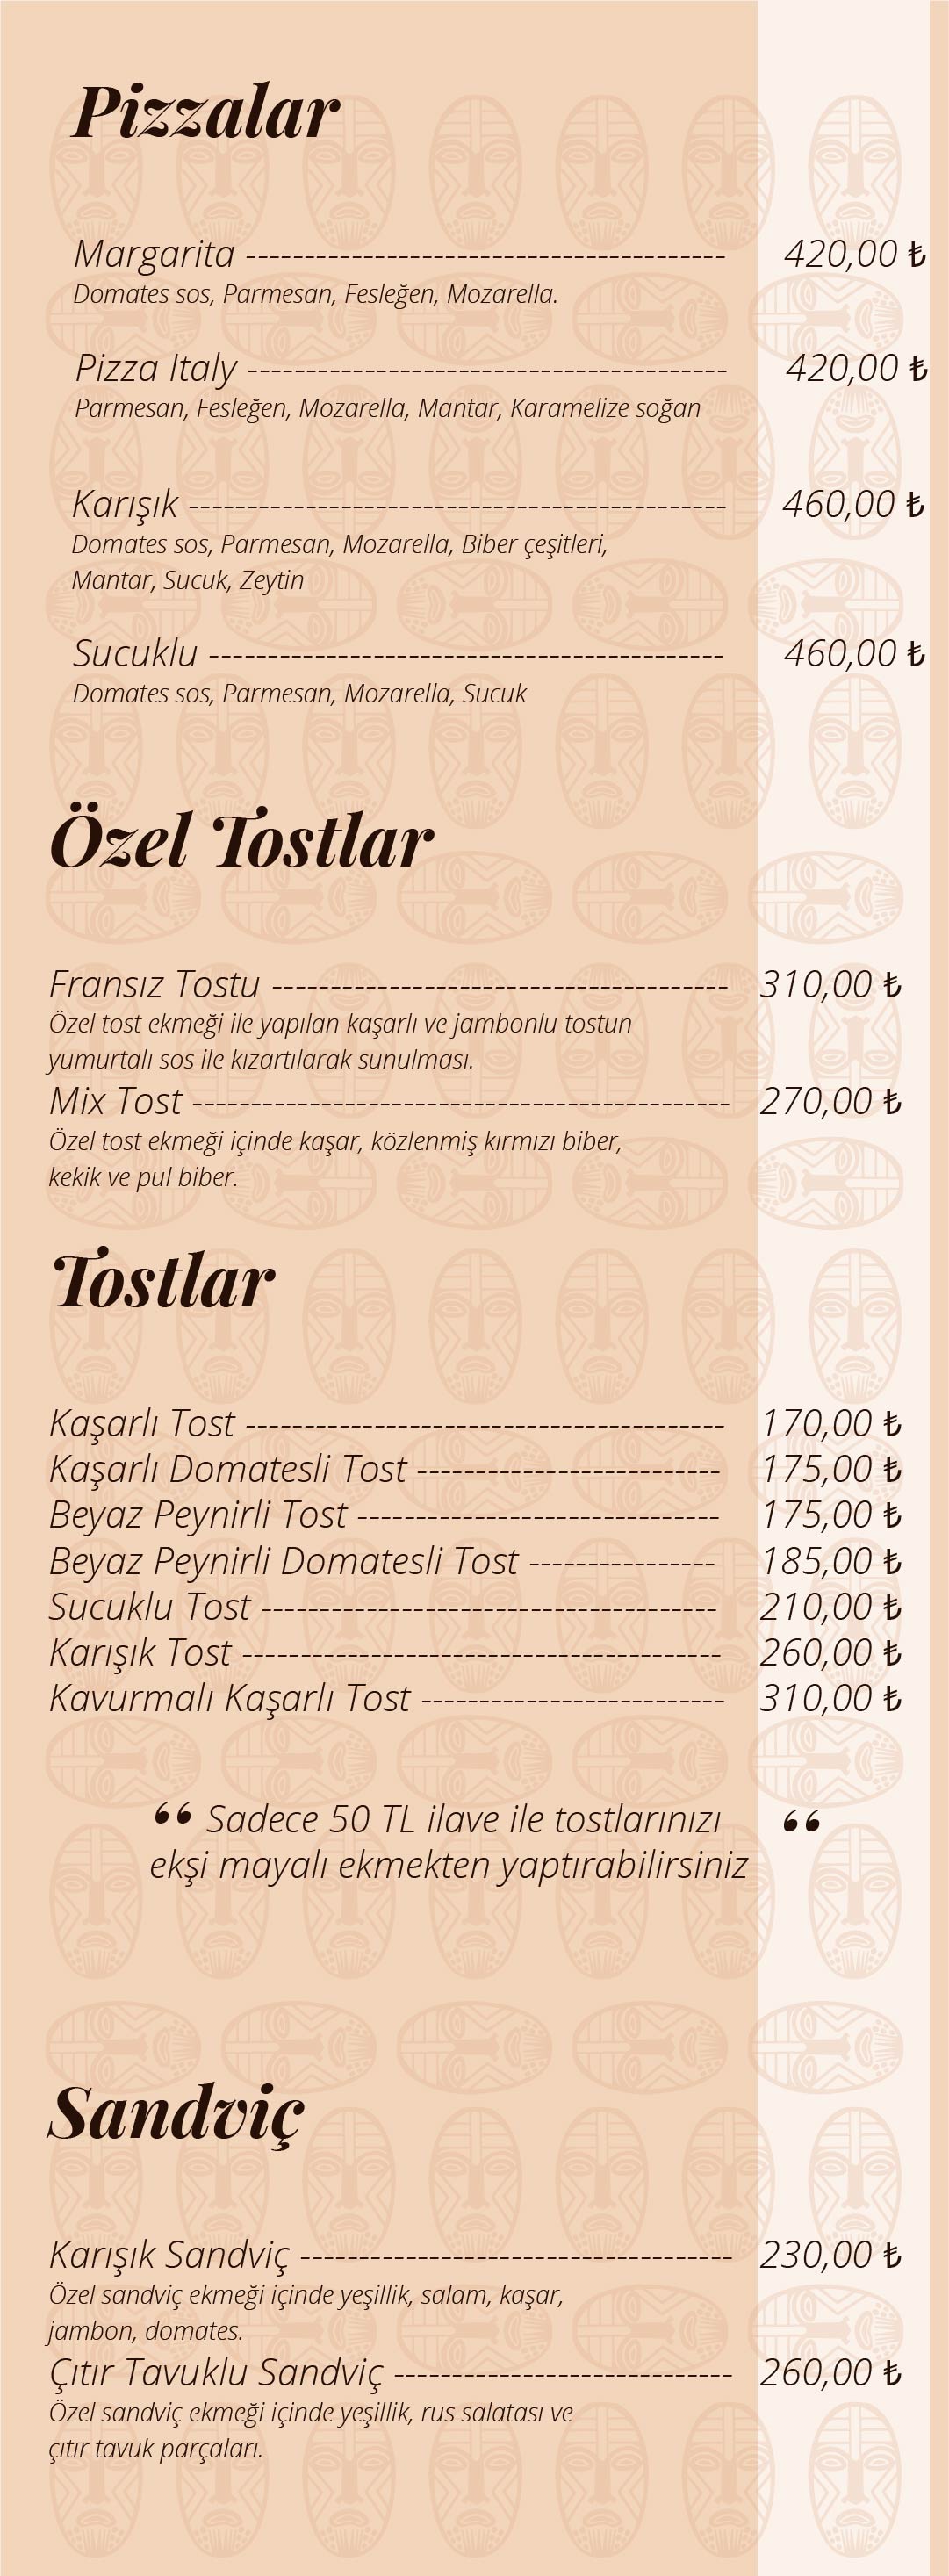 Pizzalar
Margarita ----------------------------------------- 420,00 ₺
Domates sos, Parmesan, Fesleğen, Mozarella.
Pizza Italy ----------------------------------------- 420,00 ₺
Parmesan, Fesleğen, Mozarella, Mantar, Karamelize soğan
Karışık ---------------------------------------------- 460,00 ₺
Domates sos, Parmesan, Mozarella, Biber çeşitleri,
Mantar, Sucuk, Zeytin
Sucuklu -------------------------------------------- 460,00 ₺
Domates sos, Parmesan, Mozarella, Sucuk
Özel Tostlar
Fransız Tostu --------------------------------------- 310,00 ₺
Özel tost ekmeği ile yapılan kaşarlı ve jambonlu tostun
yumurtalı sos ile kızartılarak sunulması.
Mix Tost ---------------------------------------------- 270,00 ₺
Özel tost ekmeği içinde kaşar, közlenmiş kırmızı biber,
kekik ve pul biber.
Tostlar
Kaşarlı Tost ----------------------------------------- 170,00 ₺
Kaşarlı Domatesli Tost -------------------------- 175,00 ₺
Beyaz Peynirli Tost ------------------------------- 175,00 ₺
Beyaz Peynirli Domatesli Tost ---------------- 185,00 ₺
Sucuklu Tost --------------------------------------- 210,00 ₺
Karışık Tost ----------------------------------------- 260,00 ₺
Kavurmalı Kaşarlı Tost -------------------------- 310,00 ₺
“ Sadece 50 TL ilave ile tostlarınızı “
ekşi mayalı ekmekten yaptırabilirsiniz
Sandviç
Karışık Sandviç ------------------------------------- 230,00 ₺
Özel sandviç ekmeği içinde yeşillik, salam, kaşar,
jambon, domates.
Çıtır Tavuklu Sandviç ----------------------------- 260,00 ₺
Özel sandviç ekmeği içinde yeşillik, rus salatası ve
çıtır tavuk parçaları.